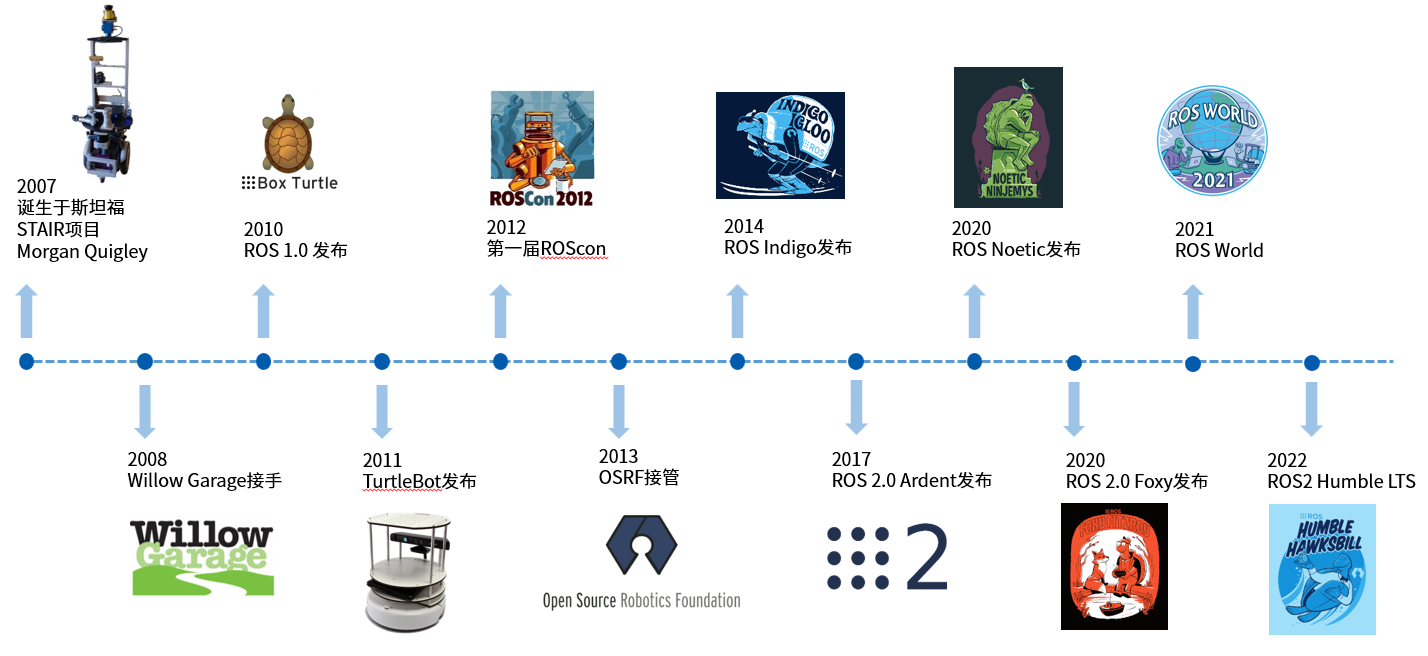 2007
诞生于斯坦福
STAIR项目
Morgan Quigley
Box Turtle
2010
ROS 1.0 发布
ROSCon 2012
2012
第一届ROScon
INDIGO
IGLOO
ROS
2014
ROS Indigo发布
NOETIC
NINJEMYS
2020
ROS Noetic发布
ROS WORLD
2021
2021
ROS World
2008
Willow Garage接手
Willow
Garage
2011
TurtleBot发布
2013
OSRF接管
Open Source Robotics Foundation
2017
ROS 2.0 Ardent发布
2
2020
ROS 2.0 Foxy发布
ROS
FOXY FITZROY
2022
ROS2 Humble LTS
ROS
HUMBLE
HAWKSBILL